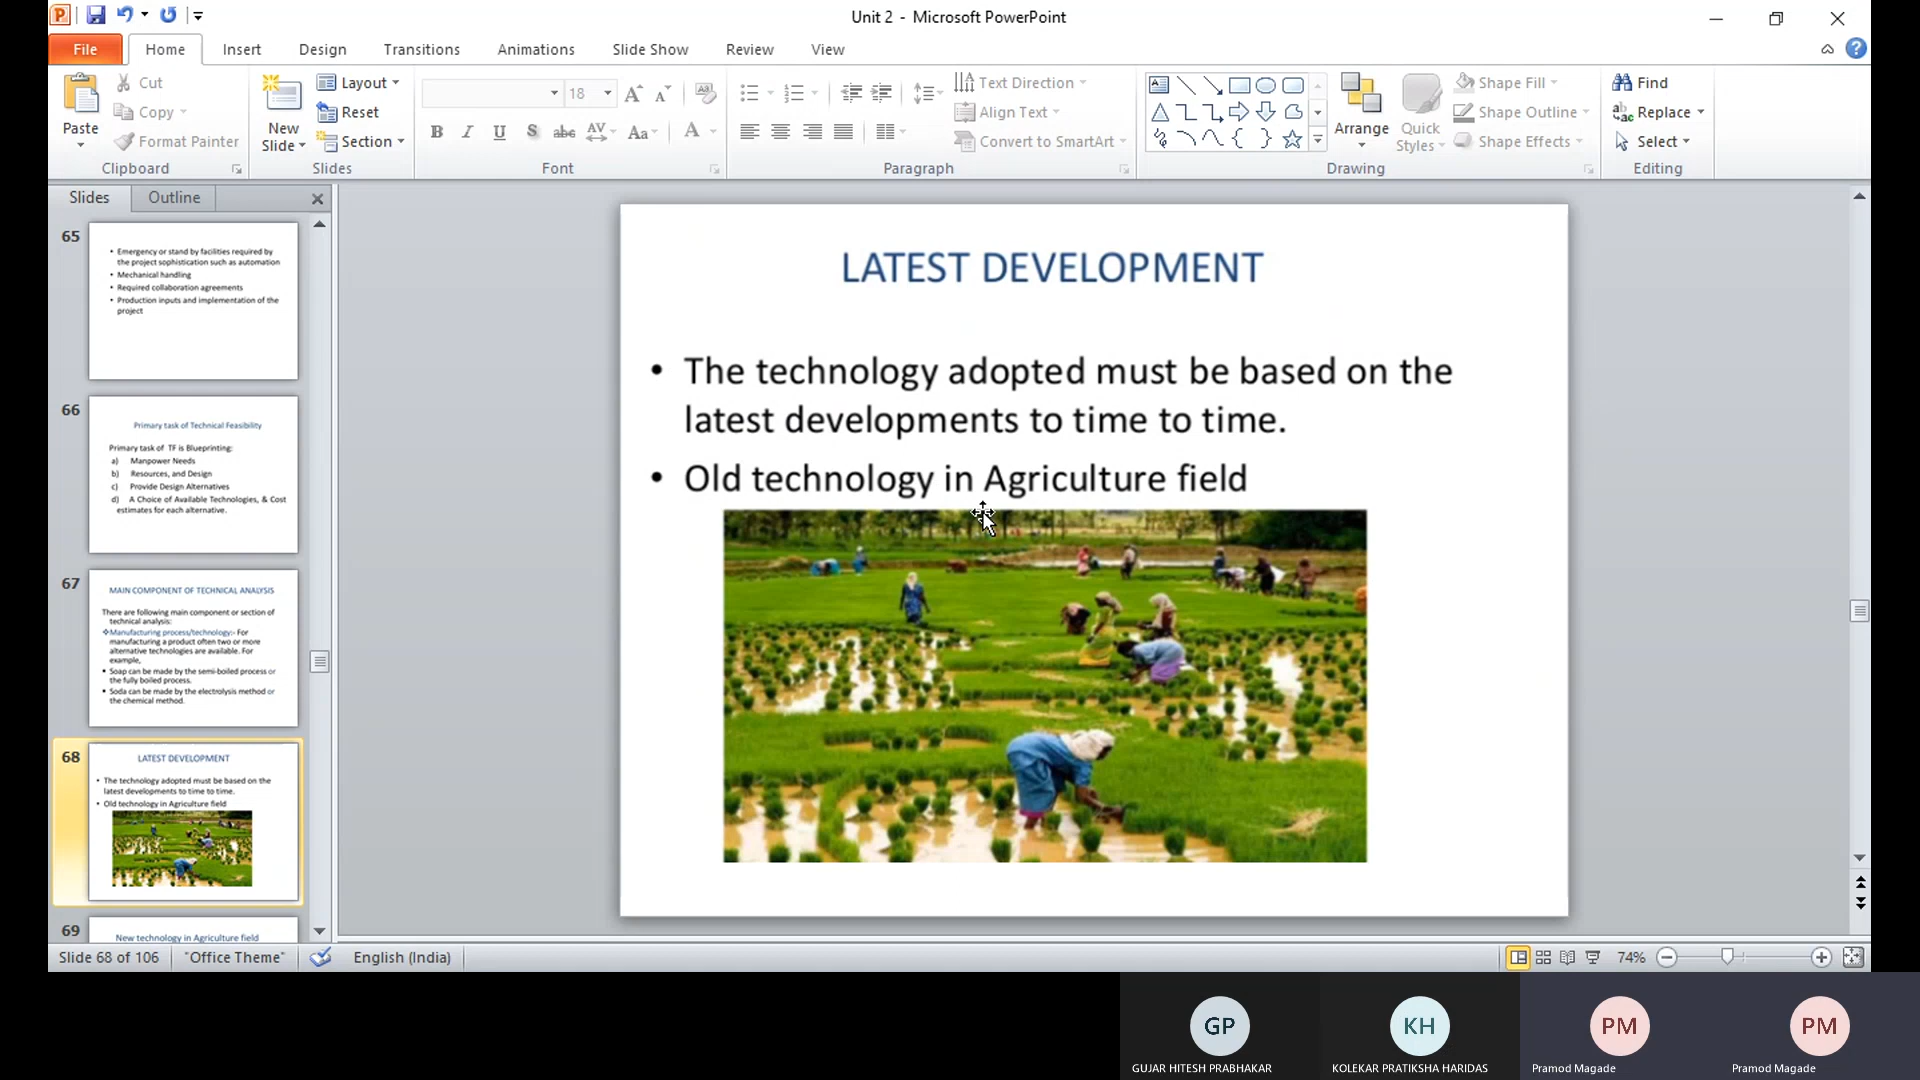 Unit 2 - Microsoft PowerPoint
File Home Insert Design Transitions Animations Slide Show Review View
Paste
Cut
Copy
Format Painter
Clipboard
New
Slide
Layout
Reset
Section
Slides
18
B I U S abc AV Aa A
Font
Text Direction
Align Text
Convert to SmartArt
Paragraph
Arrange
Quick
Styles
Shape Fill
Shape Outline
Shape Effects
Drawing
Find
Replace
Select
Editing
Slides Outline
65
• Emergency or stand by facilities required by
the project sophistication such as automation
• Mechanical handling
• Required collaboration agreements
• Production inputs and implementation of the
project
66
Primary task of Technical Feasibility
Primary task of TF is Blueprinting:
a) Manpower Needs
b) Resources, and Design
c) Provide Design Alternatives
d) A Choice of Available Technologies, & Cost
estimates for each alternative.
67
MAIN COMPONENT OF TECHNICAL ANALYSIS
There are following main component or section of
technical analysis:
❖Manufacturing process/technology:- For
manufacturing a product often two or more
alternative technologies are available. For
example,
• Soap can be made by the semi-boiled process or
the fully boiled process.
• Soda can be made by the electrolysis method or
the chemical method.
68
LATEST DEVELOPMENT
• The technology adopted must be based on the
latest developments to time to time.
• Old technology in Agriculture field
69
New technology in Agriculture field
LATEST DEVELOPMENT
• The technology adopted must be based on the
latest developments to time to time.
• Old technology in Agriculture field
Slide 68 of 106 "Office Theme" English (India) 74%
GP KH PM PM
GUJAR HITESH PRABHAKAR KOLEKAR PRATIKSHA HARIDAS Pramod Magade Pramod Magade